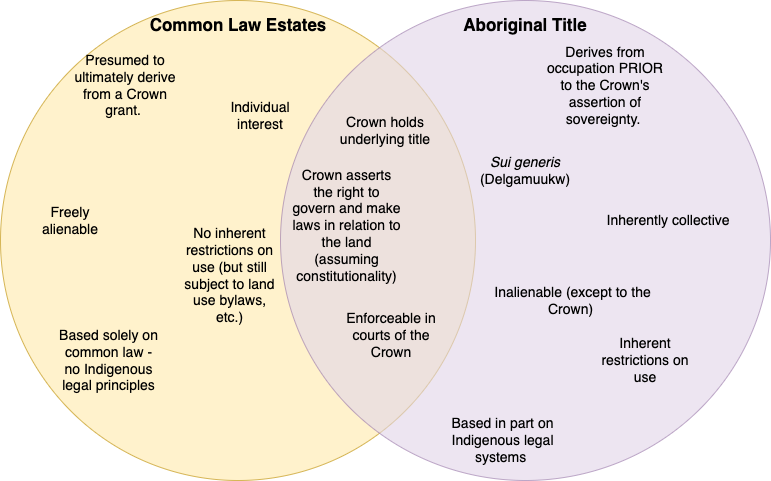 Common Law Estates
Presumed to
ultimately derive
from a Crown
grant.
Individual
interest
Freely
alienable
No inherent
restrictions on
use (but still
subject to land
use bylaws,
etc.)
Based solely on
common law -
no Indigenous
legal principles
Crown holds
underlying title
Crown asserts
the right to
govern and make
laws in relation to
the land
(assuming
constitutionality)
Enforceable in
courts of the
Crown
Aboriginal Title
Derives from
occupation PRIOR
to the Crown's
assertion of
sovereignty.
Sui generis
(Delgamuukw)
Inherently collective
Inalienable (except to the
Crown)
Inherent
restrictions on
use
Based in part on
Indigenous legal
systems